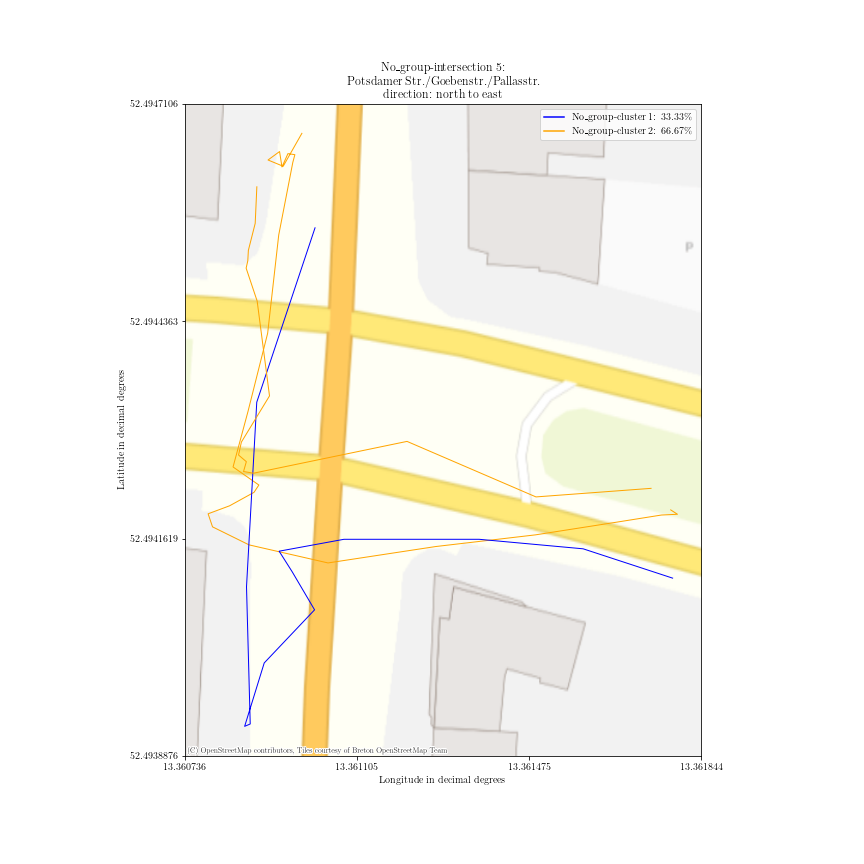 No_group-intersection 5:
Potsdamer Str./Goebenstr./Pallasstr.
direction: north to east
52.4947106
No_group-cluster 1: 33.33%
No_group-cluster 2: 66.67%
P
52.4944363
Latitude in decimal degrees
52.4941619
52.4938876
(C) OpenStreetMap contributors, Tiles courtesy of Breton OpenStreetMap Team
13.360736
13.361105
13.361475
13.361844
Longitude in decimal degrees